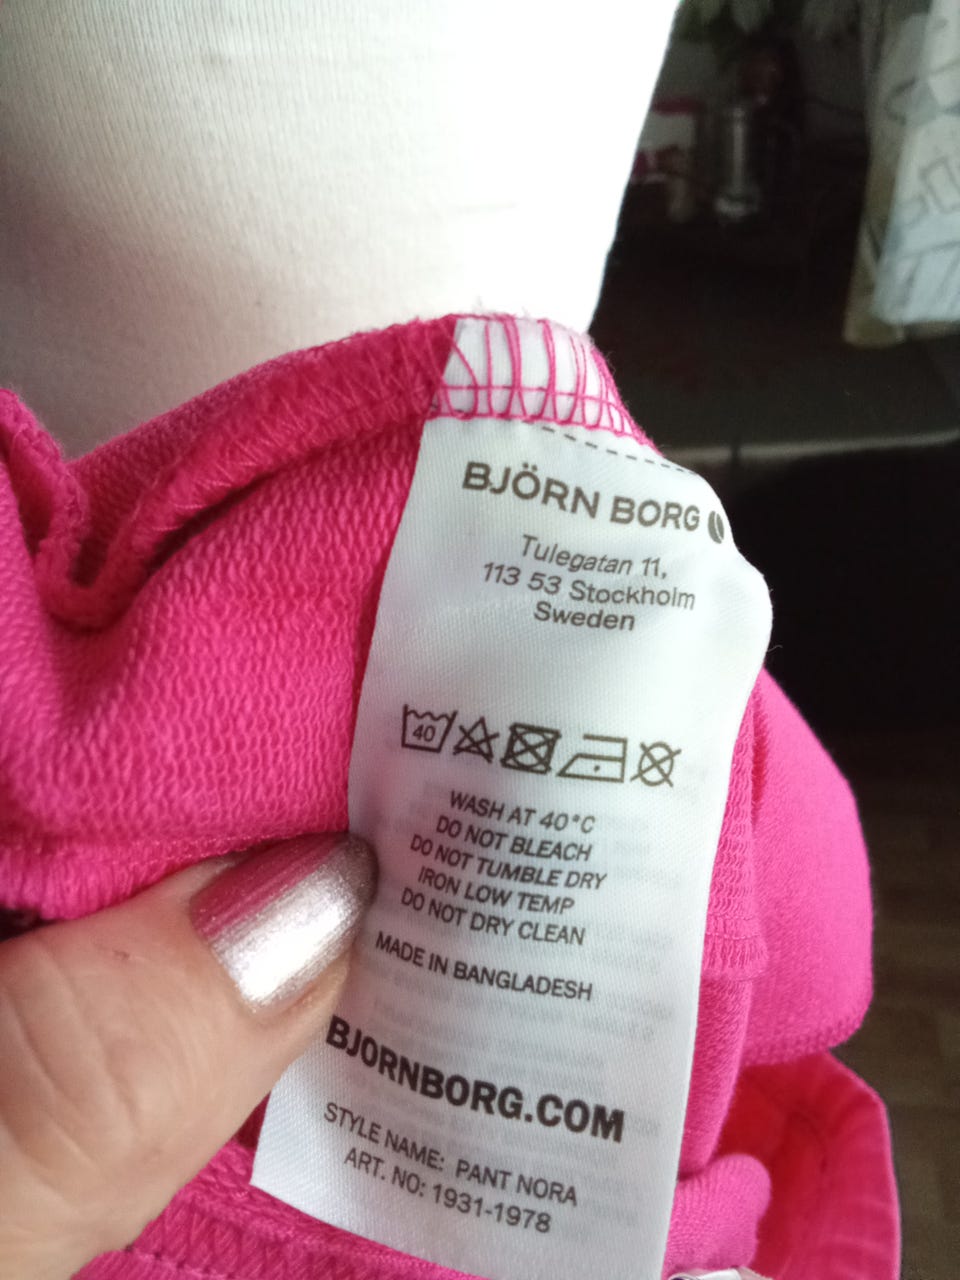 BJÖRN BORG
Tulegatan 11,
113 53 Stockholm
Sweden
40
WASH AT 40°C
DO NOT BLEACH
DO NOT TUMBLE DRY
IRON LOW TEMP
DO NOT DRY CLEAN
MADE IN BANGLADESH
BJORNBORG.COM
STYLE NAME: PANT NORA
ART. NO: 1931-1978